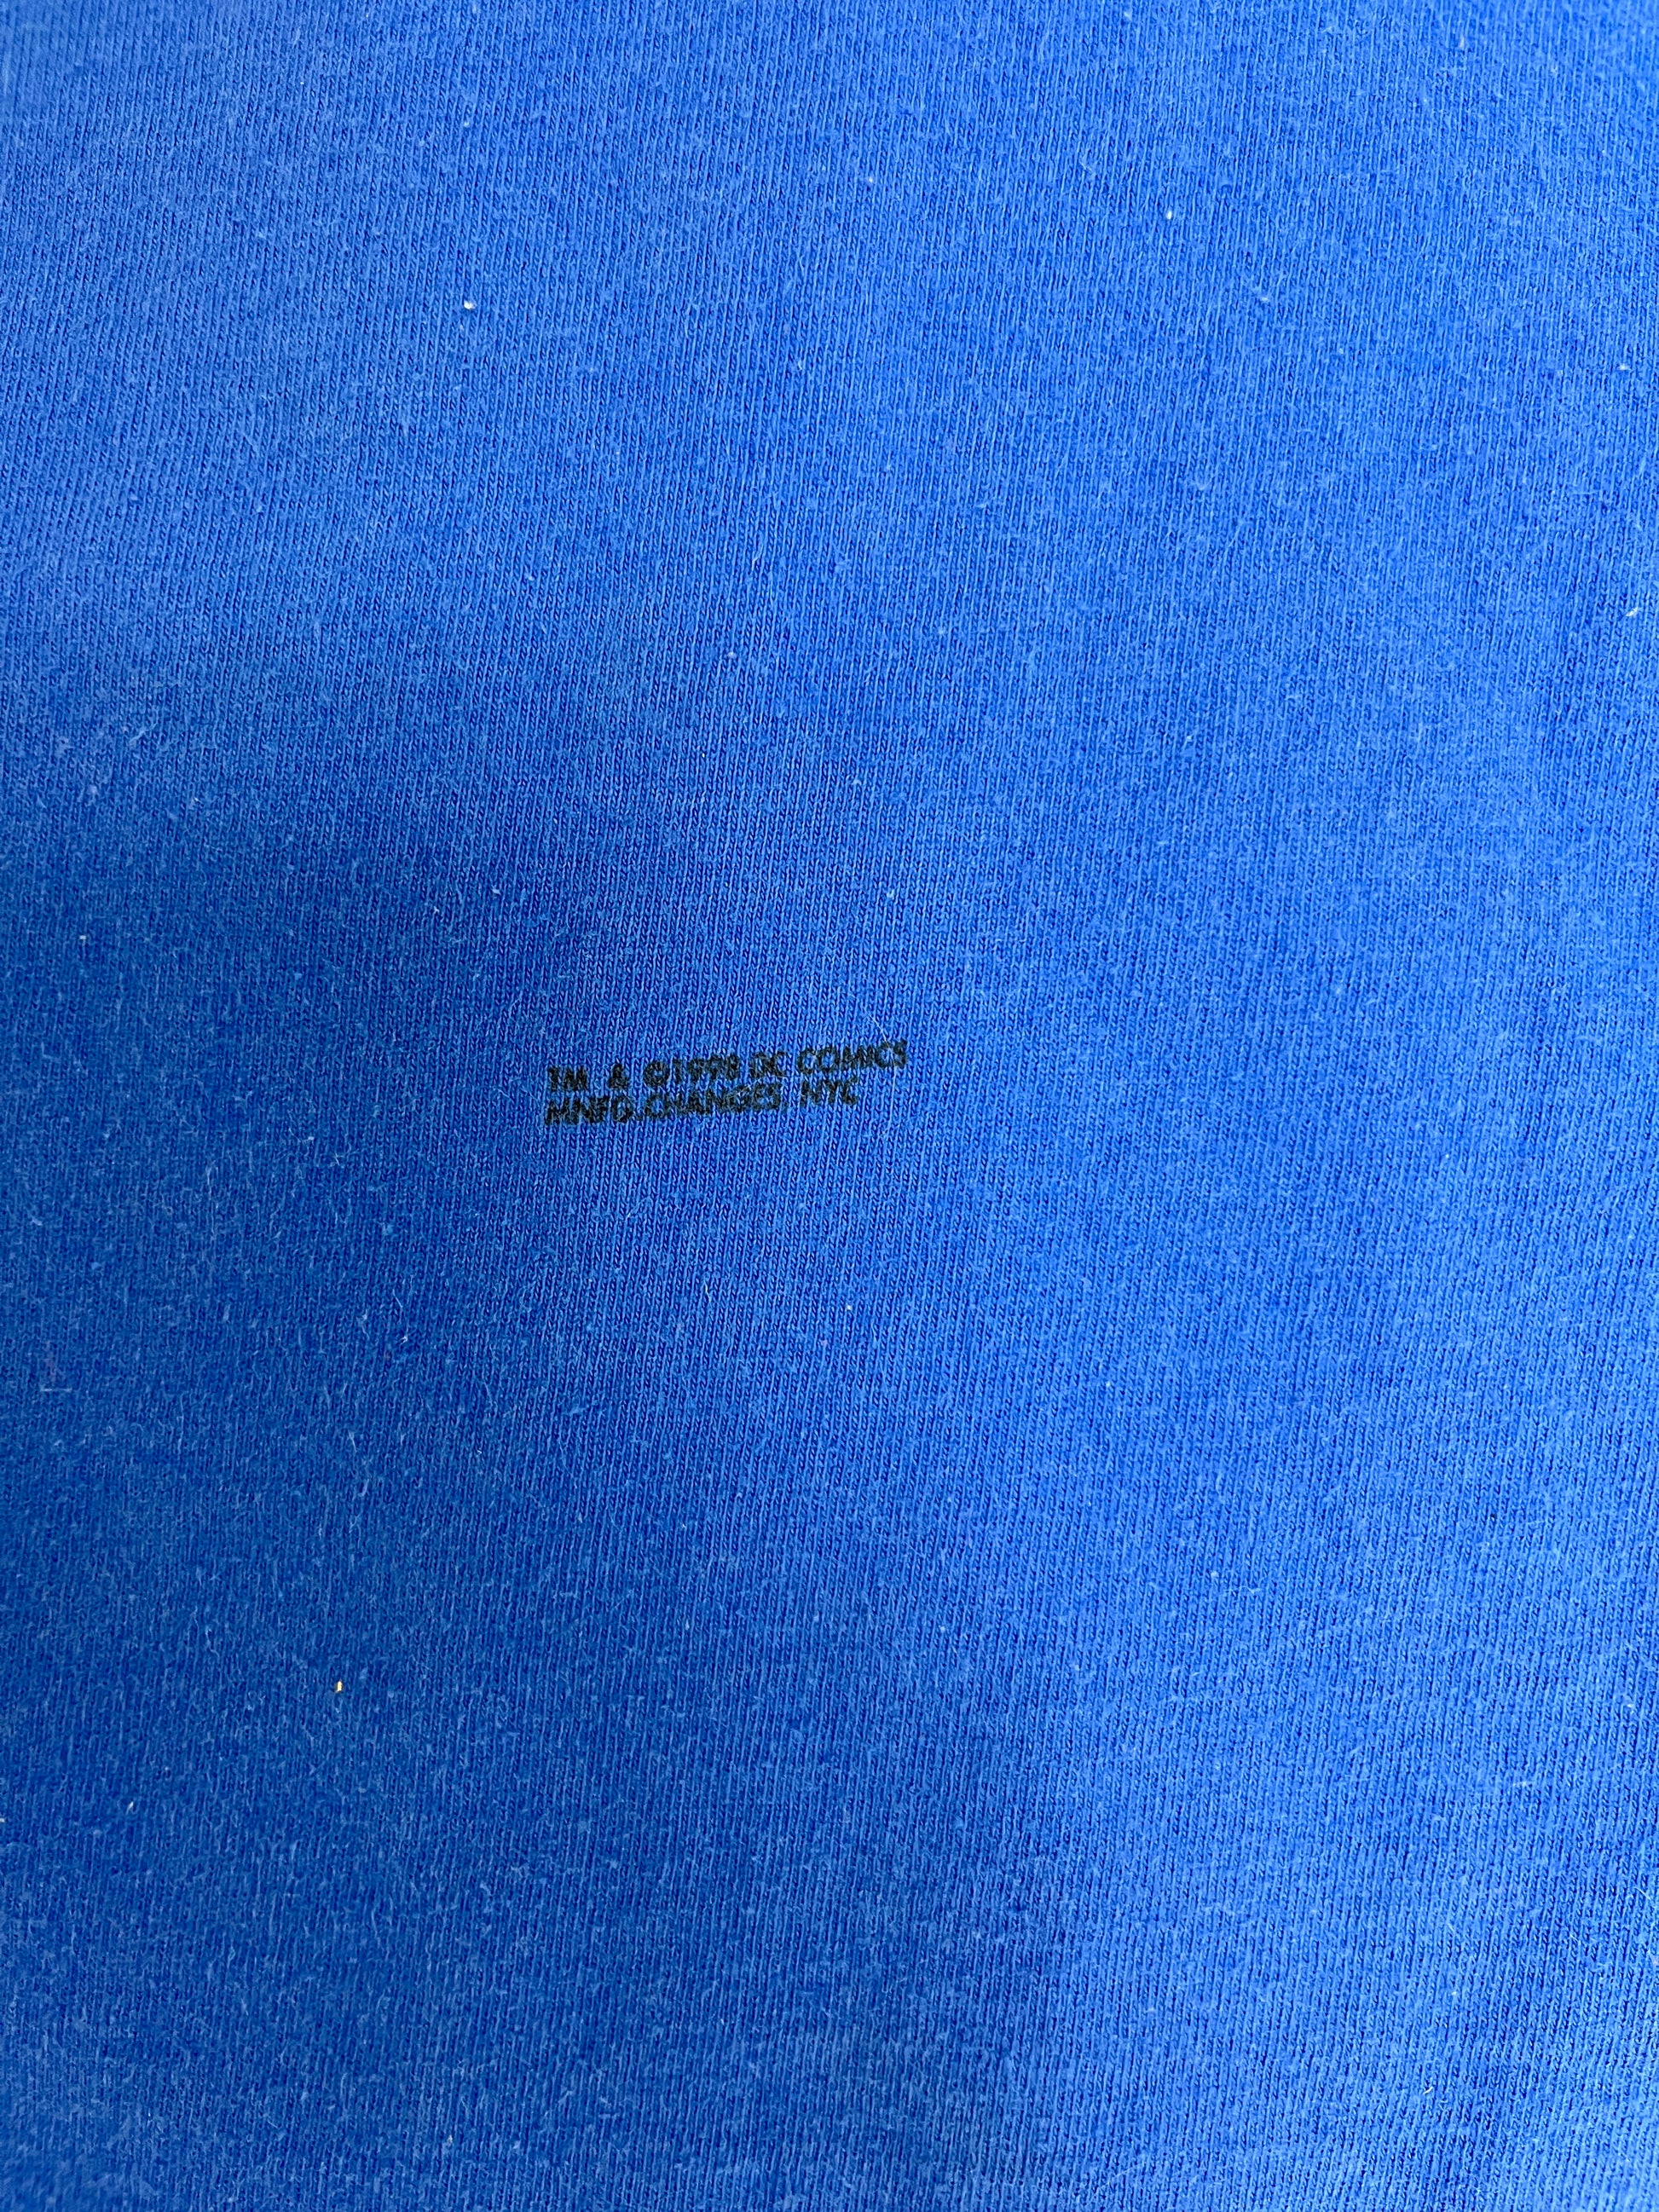 TM & ©1998 DC COMICS
MNFD.CHANGES, NYC